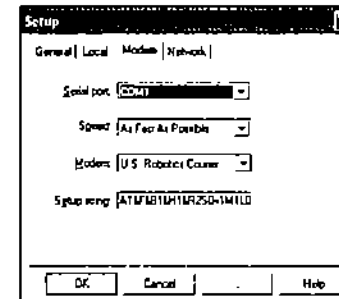 Setup
General Local Modem Network
Serial port: COM1
Speed: As Fast As Possible
Modem: U.S. Robotics Courier
Setup string:
OK Cancel Help